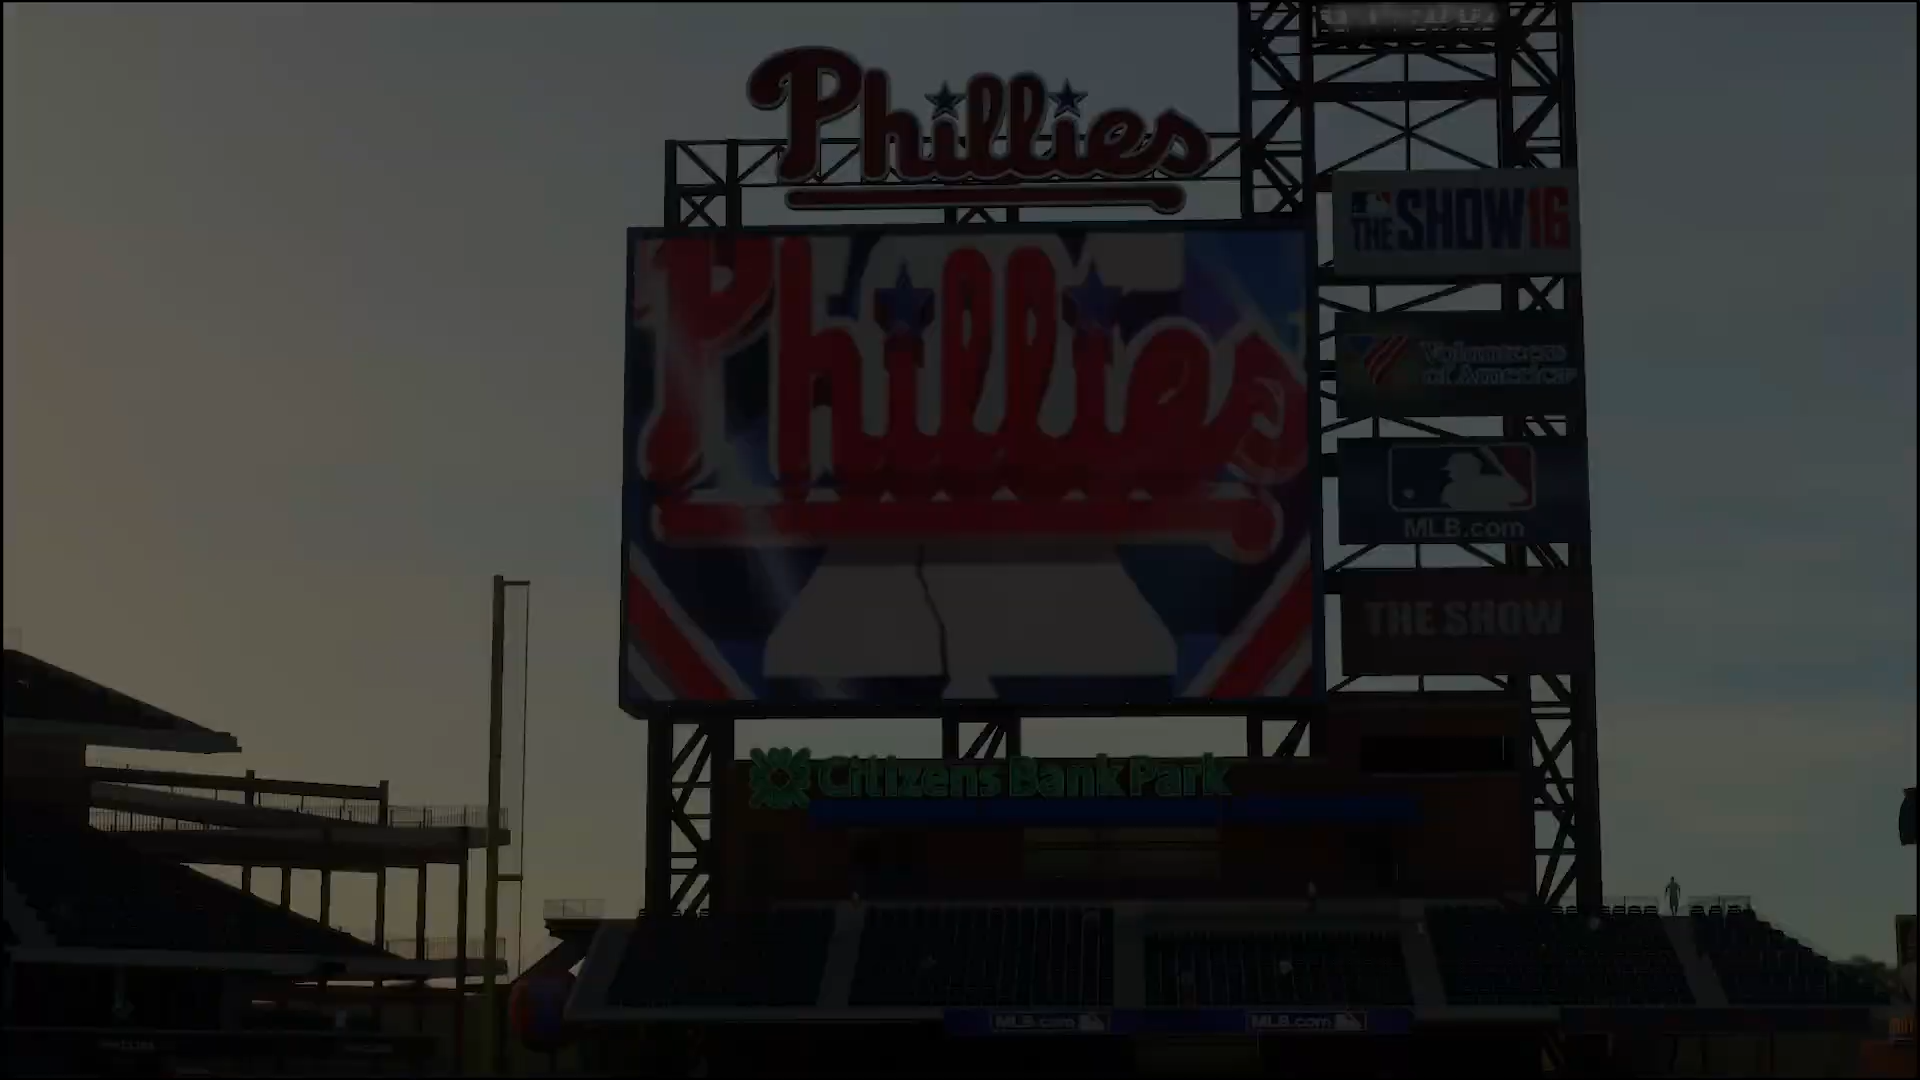 Phillies
Phillies
THE SHOW 16
Volunteers
of America
MLB.com
THE SHOW
Citizens Bank Park
MLB.com
MLB.com